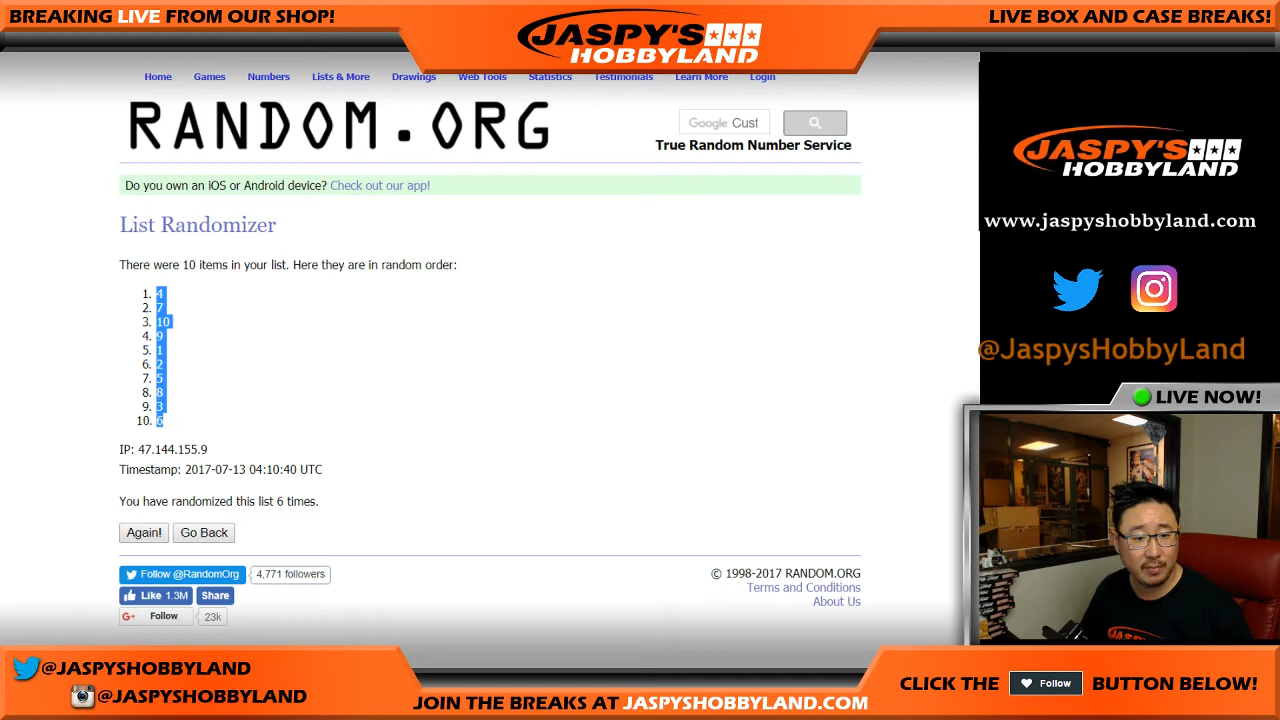 BREAKING LIVE FROM OUR SHOP!
JASPY'S
HOBBYLAND
LIVE BOX AND CASE BREAKS!
Home Games Numbers Lists & More Drawings Web Tools Statistics Testimonials Learn More Login
RANDOM.ORG
Google Cust
True Random Number Service
Do you own an iOS or Android device? Check out our app!
List Randomizer
There were 10 items in your list. Here they are in random order:
1. 4
2. 7
3. 10
4. 9
5. 1
6. 2
7. 5
8. 8
9. 3
10. 6
IP: 47.144.155.9
Timestamp: 2017-07-13 04:10:40 UTC
You have randomized this list 6 times.
Again! Go Back
Follow @RandomOrg 4,771 followers
Like 1.3M Share
G+ Follow 23k
© 1998-2017 RANDOM.ORG
Terms and Conditions
About Us
JASPY'S
HOBBYLAND
www.jaspyshobbyland.com
@JaspysHobbyLand
LIVE NOW!
@JASPYSHOBBYLAND
@JASPYSHOBBYLAND
JOIN THE BREAKS AT JASPYSHOBBYLAND.COM
CLICK THE Follow BUTTON BELOW!